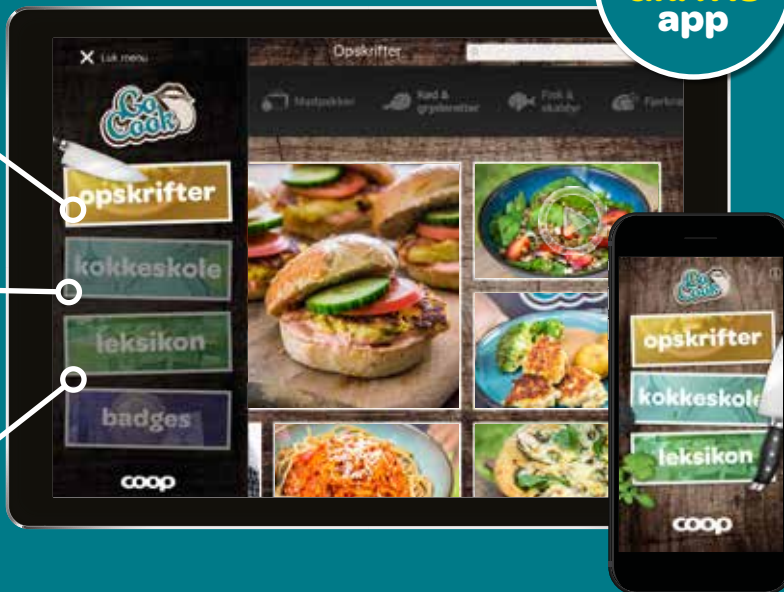 app
Luk menu
Opskrifter
Madpakker
Kød &
gryderetter
Fisk &
skaldyr
Go
Cook
opskrifter
kokkeskole
leksikon
badges
coop
Go
Cook
opskrifter
kokkeskole
leksikon
coop